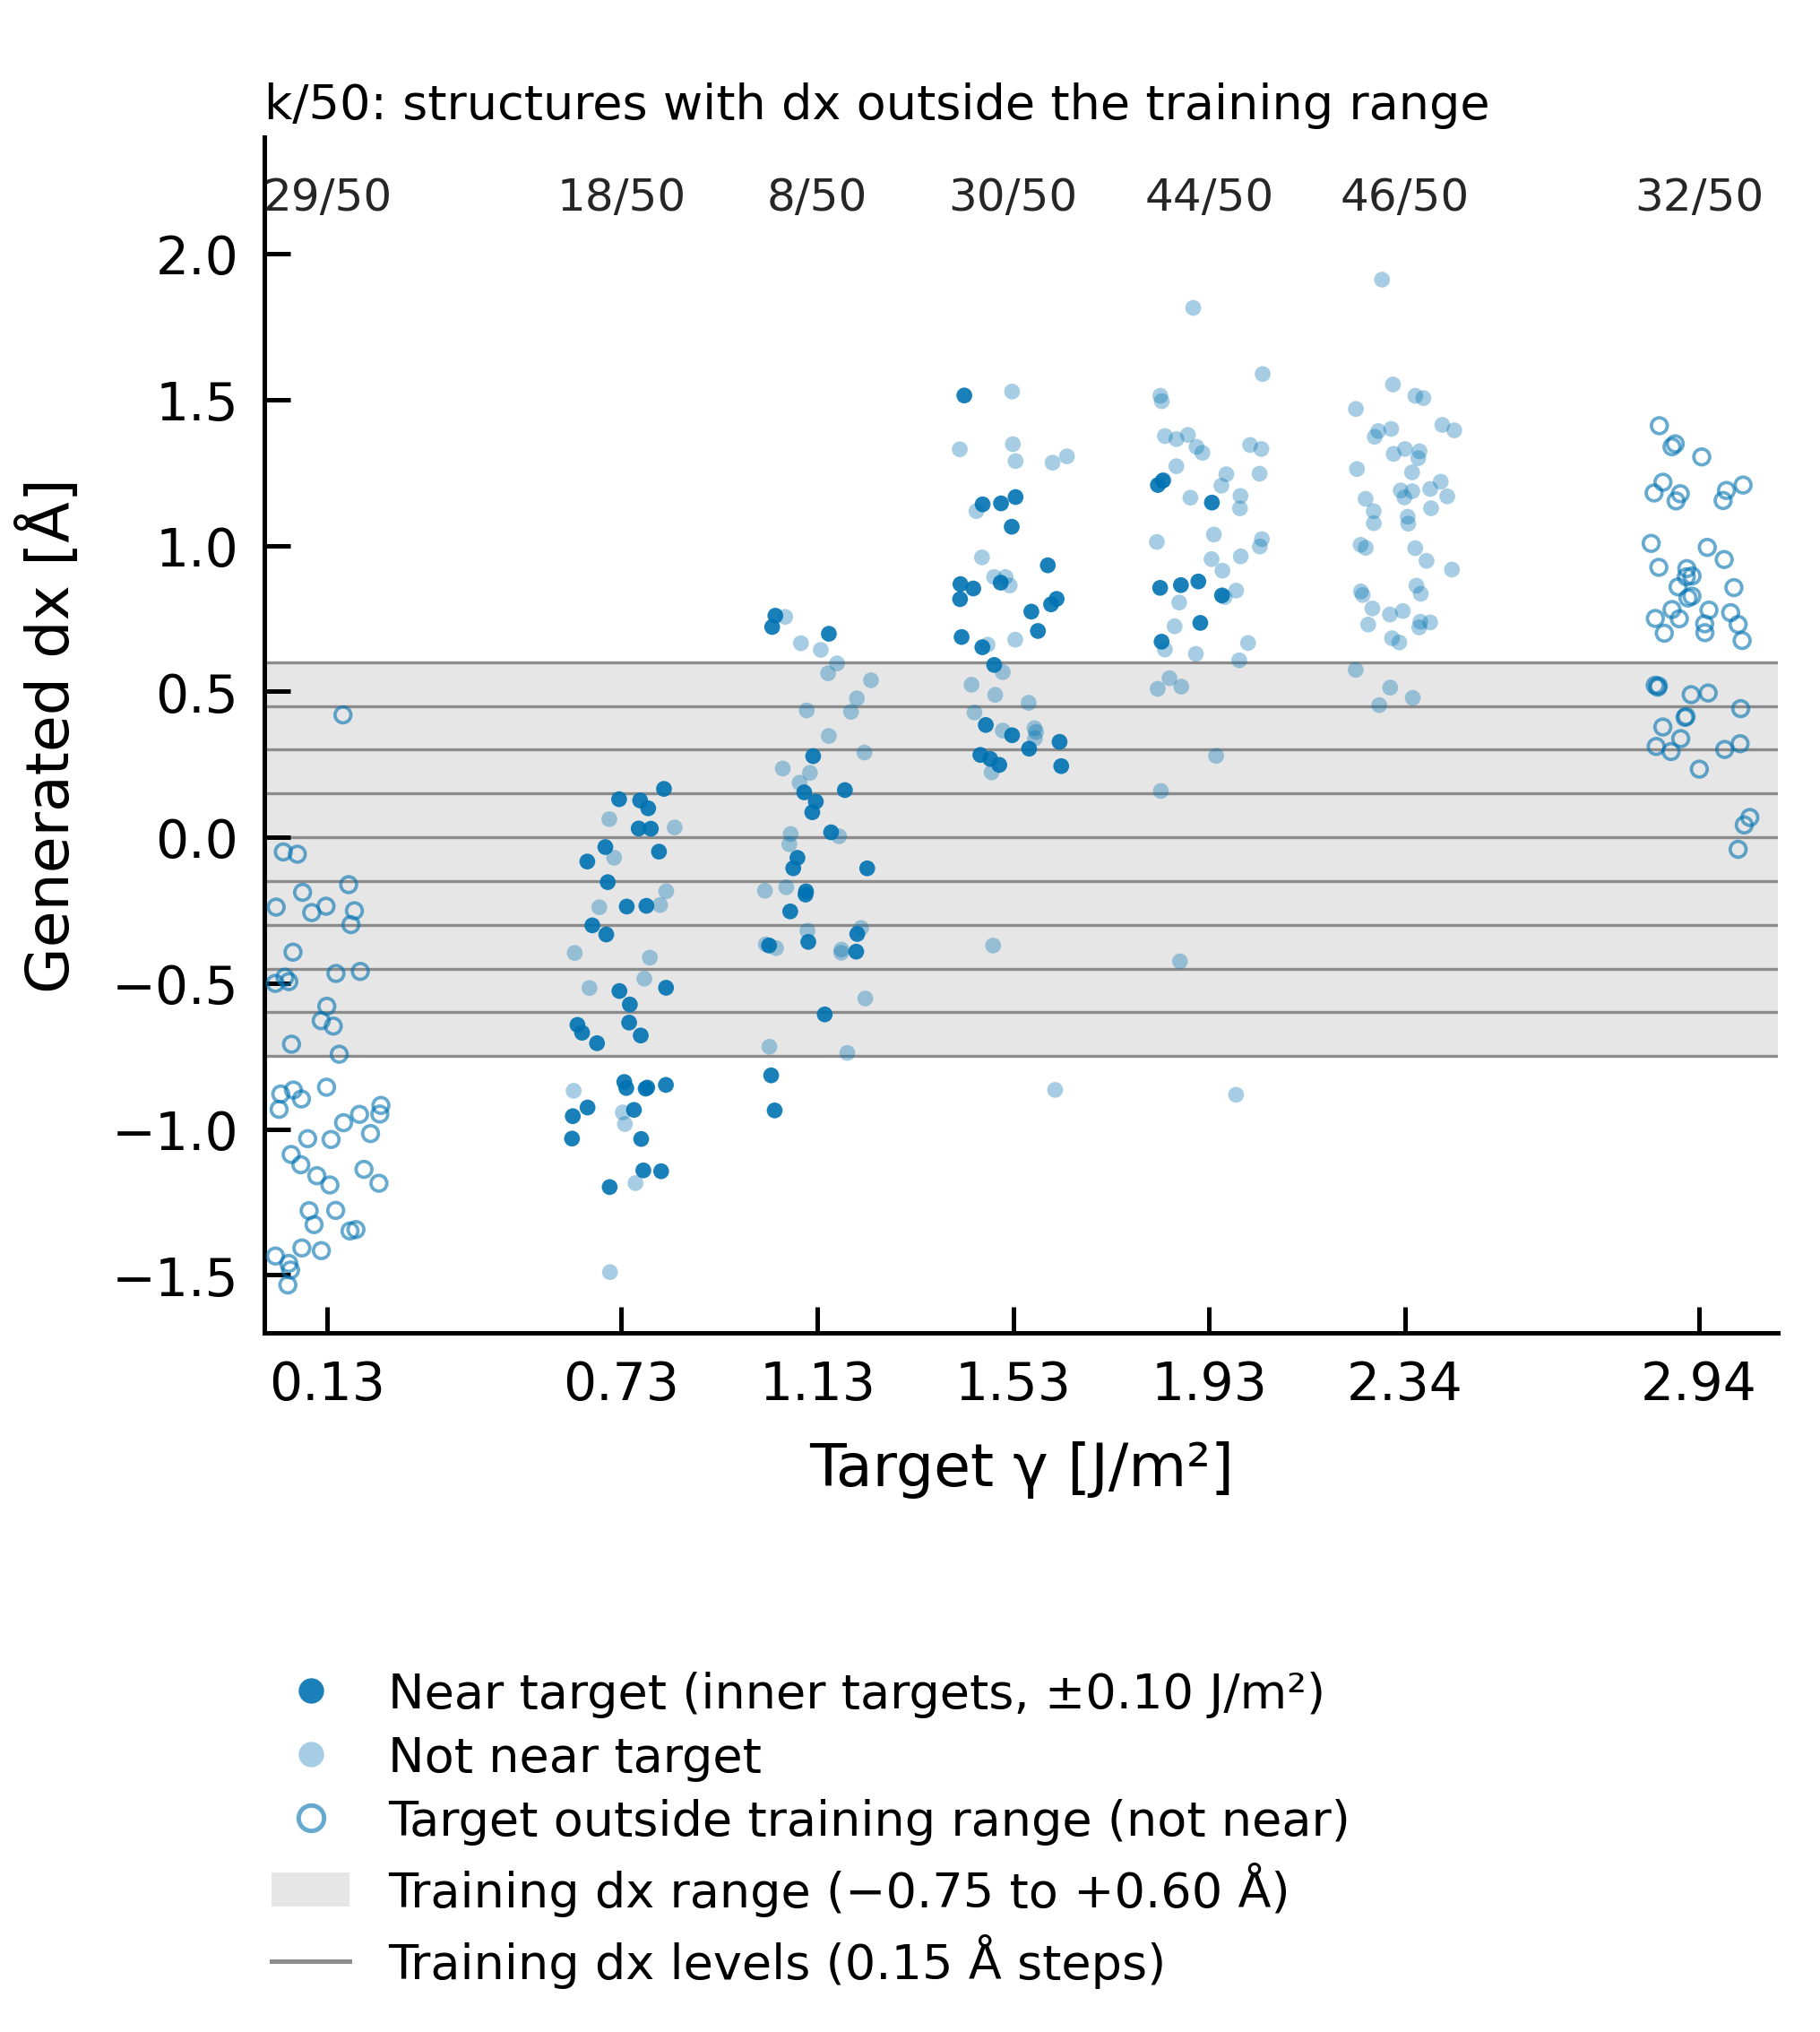 k/50: structures with dx outside the training range
29/50 18/50 8/50 30/50 44/50 46/50 32/50
2.0
1.5
1.0
0.5
0.0
−0.5
−1.0
−1.5
Generated dx [Å]
0.13 0.73 1.13 1.53 1.93 2.34 2.94
Target γ [J/m²]
Near target (inner targets, ±0.10 J/m²)
Not near target
Target outside training range (not near)
Training dx range (−0.75 to +0.60 Å)
Training dx levels (0.15 Å steps)